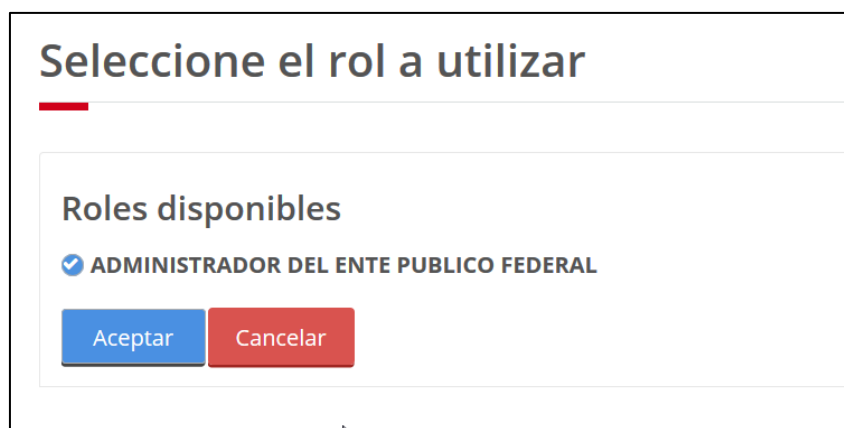 Seleccione el rol a utilizar
Roles disponibles
ADMINISTRADOR DEL ENTE PUBLICO FEDERAL
Aceptar Cancelar